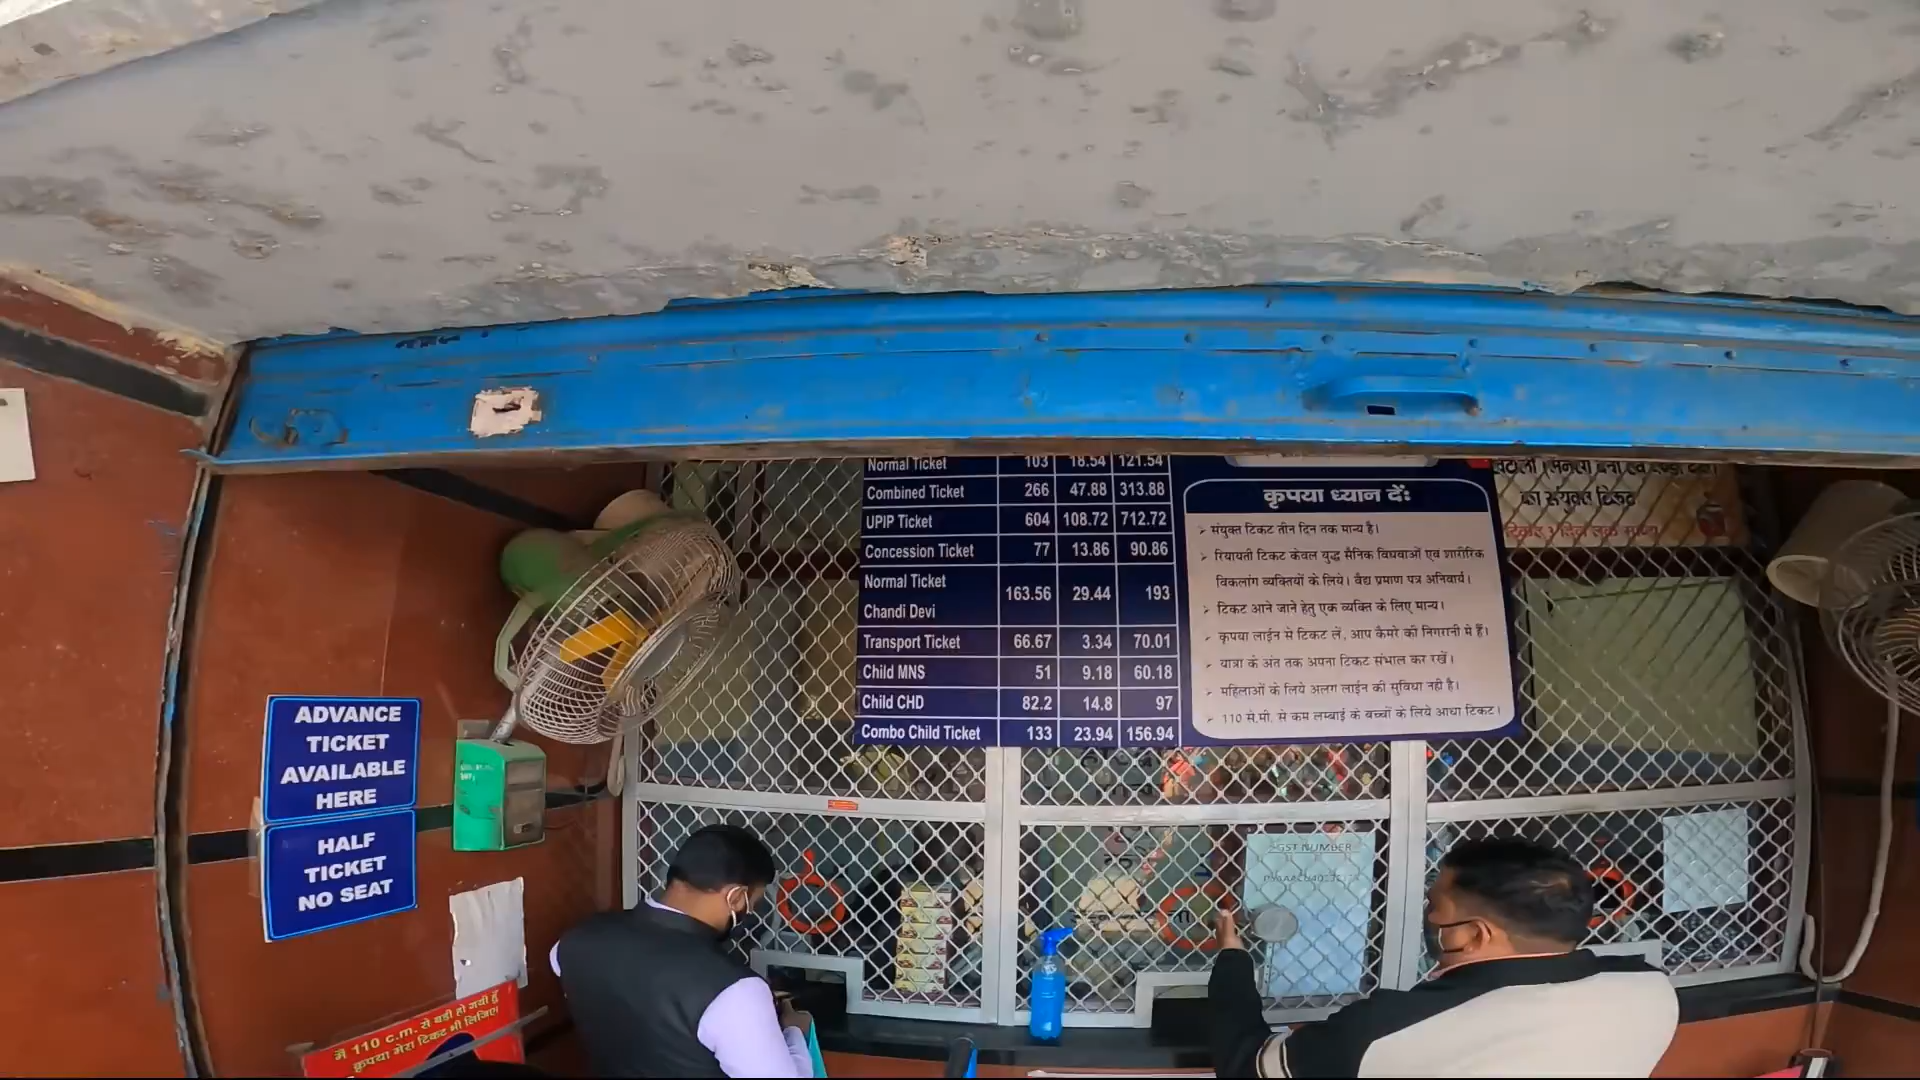 Normal Ticket 103 18.54 121.54
Combined Ticket 266 47.88 313.88
UPIP Ticket 604 108.72 712.72
Concession Ticket 77 13.86 90.86
Normal Ticket
Chandi Devi 163.56 29.44 193
Transport Ticket 66.67 3.34 70.01
Child MNS 51 9.18 60.18
Child CHD 82.2 14.8 97
Combo Child Ticket 133 23.94 156.94
कृपया ध्यान दें:
संयुक्त टिकट तीन दिन तक मान्य है।
रियायती टिकट केवल युद्ध सैनिक विधवाओं एवं शारीरिक
विकलांग व्यक्तियों के लिये। वैद्य प्रमाण पत्र अनिवार्य।
टिकट आने जाने हेतु एक व्यक्ति के लिए मान्य।
कृपया लाईन से टिकट लें, आप कैमरे की निगरानी में हैं।
यात्रा के अंत तक अपना टिकट संभाल कर रखें।
महिलाओं के लिये अलग लाईन की सुविधा नही है।
110 से.मी. से कम लम्बाई के बच्चों के लिये आधा टिकट।
का संयुक्त टिकट
ADVANCE
TICKET
AVAILABLE
HERE
HALF
TICKET
NO SEAT
GST NUMBER
मैं 110 c.m. से बड़ी हो गयी हूँ
कृपया मेरा टिकट भी लिजिए।